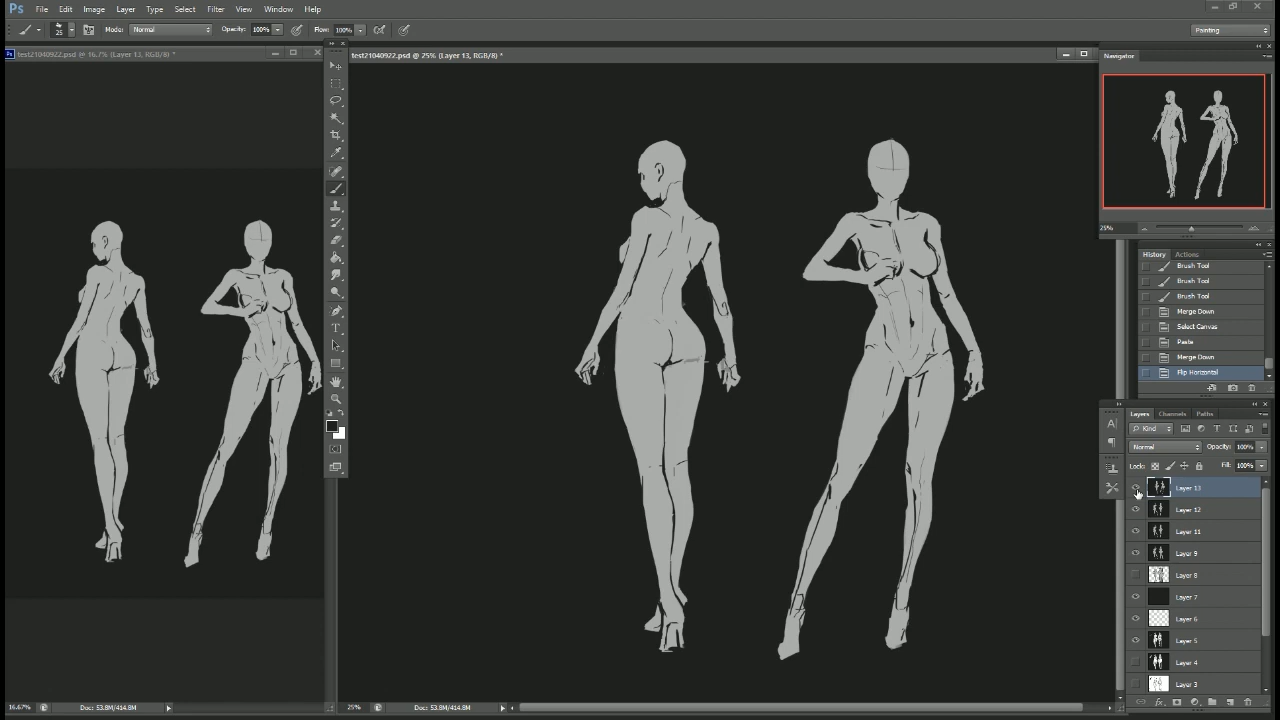 Ps File Edit Image Layer Type Select Filter View Window Help
25 Mode: Normal Opacity: 100% Flow: 100% Painting
test21040922.psd @ 16.7% (Layer 13, RGB/8) *
test21040922.psd @ 25% (Layer 13, RGB/8) *
Navigator
25%
History Actions
Brush Tool
Brush Tool
Brush Tool
Merge Down
Select Canvas
Paste
Merge Down
Flip Horizontal
Layers Channels Paths
Kind
Normal Opacity: 100%
Lock: Fill: 100%
Layer 13
Layer 12
Layer 11
Layer 9
Layer 8
Layer 7
Layer 6
Layer 5
Layer 4
Layer 3
16.67% Doc: 53.8M/414.8M
25% Doc: 53.8M/414.8M